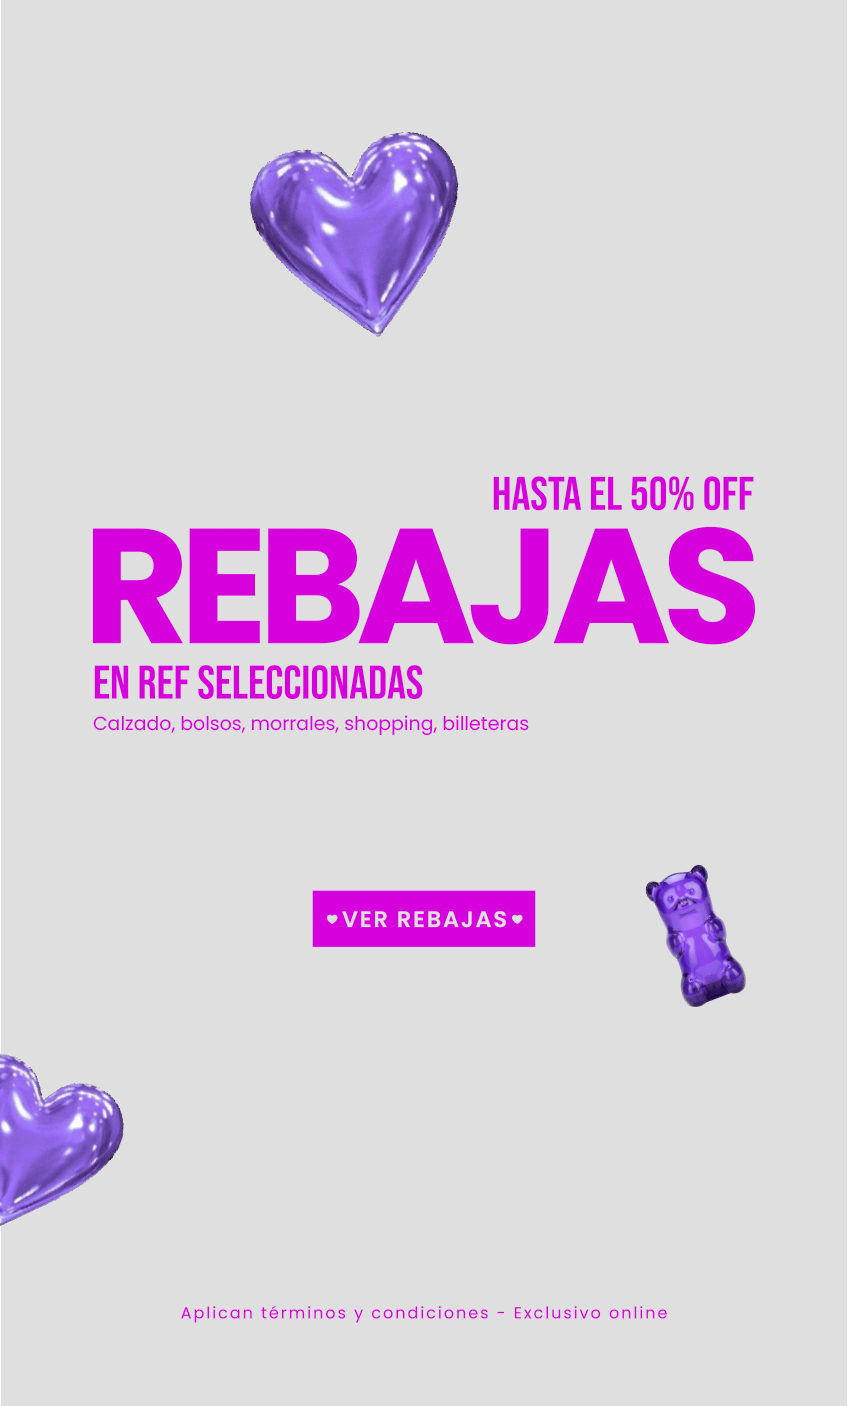 HASTA EL 50% OFF
REBAJAS
EN REF SELECCIONADAS
Calzado, bolsos, morrales, shopping, billeteras
♥VER REBAJAS♥
Aplican términos y condiciones - Exclusivo online